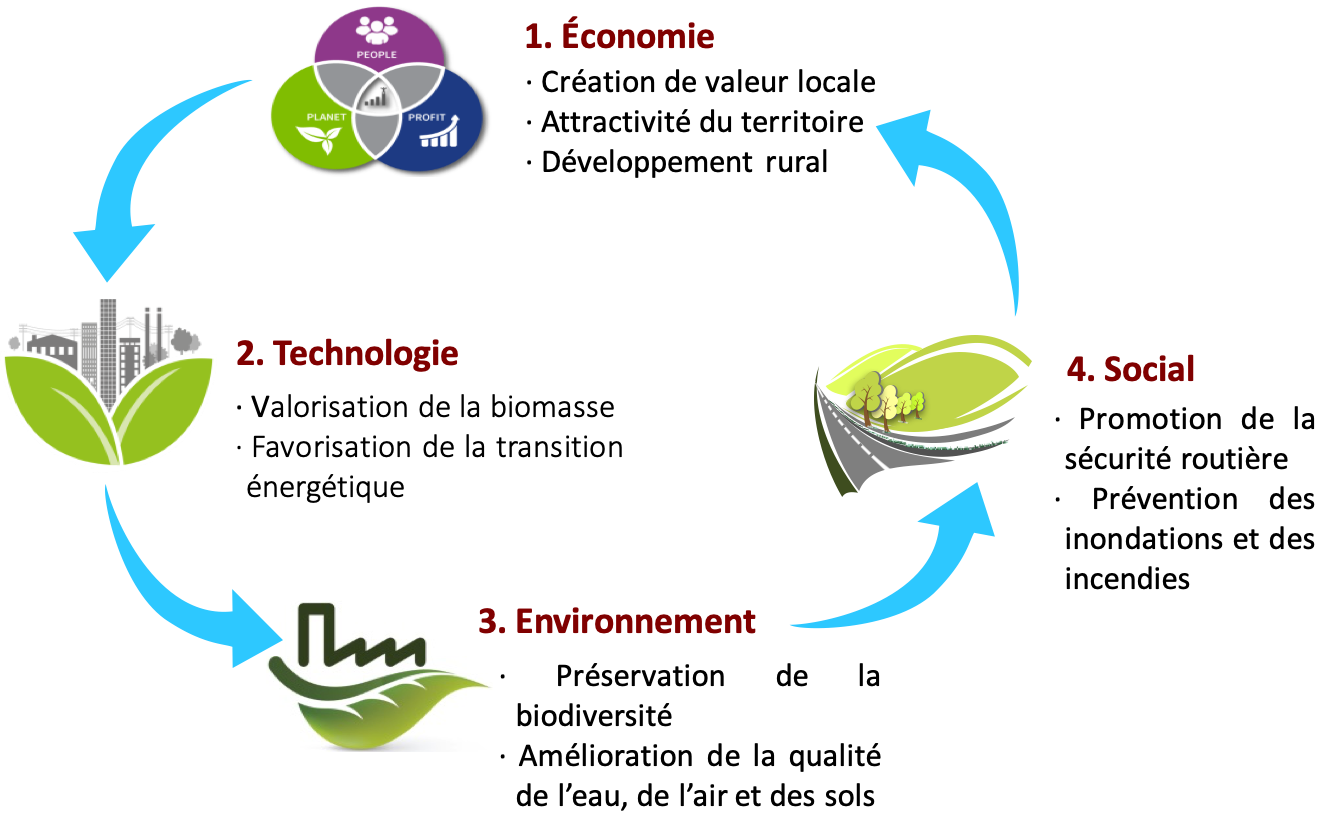 PEOPLE
PLANET
PROFIT
1. Économie
· Création de valeur locale
· Attractivité du territoire
· Développement rural
2. Technologie
· Valorisation de la biomasse
· Favorisation de la transition
énergétique
3. Environnement
· Préservation de la
biodiversité
· Amélioration de la qualité
de l’eau, de l’air et des sols
4. Social
· Promotion de la
sécurité routière
· Prévention des
inondations et des
incendies